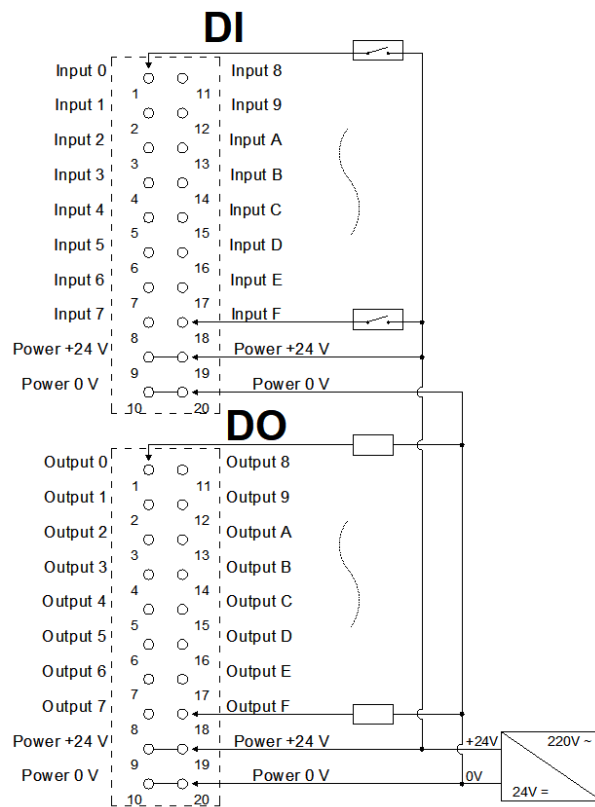 DI
Input 0 Input 8
1 11
Input 1 Input 9
2 12
Input 2 Input A
3 13
Input 3 Input B
4 14
Input 4 Input C
5 15
Input 5 Input D
6 16
Input 6 Input E
7 17
Input 7 Input F
8 18
Power +24 V Power +24 V
9 19
Power 0 V Power 0 V
10 20
DO
Output 0 Output 8
1 11
Output 1 Output 9
2 12
Output 2 Output A
3 13
Output 3 Output B
4 14
Output 4 Output C
5 15
Output 5 Output D
6 16
Output 6 Output E
7 17
Output 7 Output F
8 18
Power +24 V Power +24 V +24V 220V ~
9 19
Power 0 V Power 0 V 0V
10 20 24V =